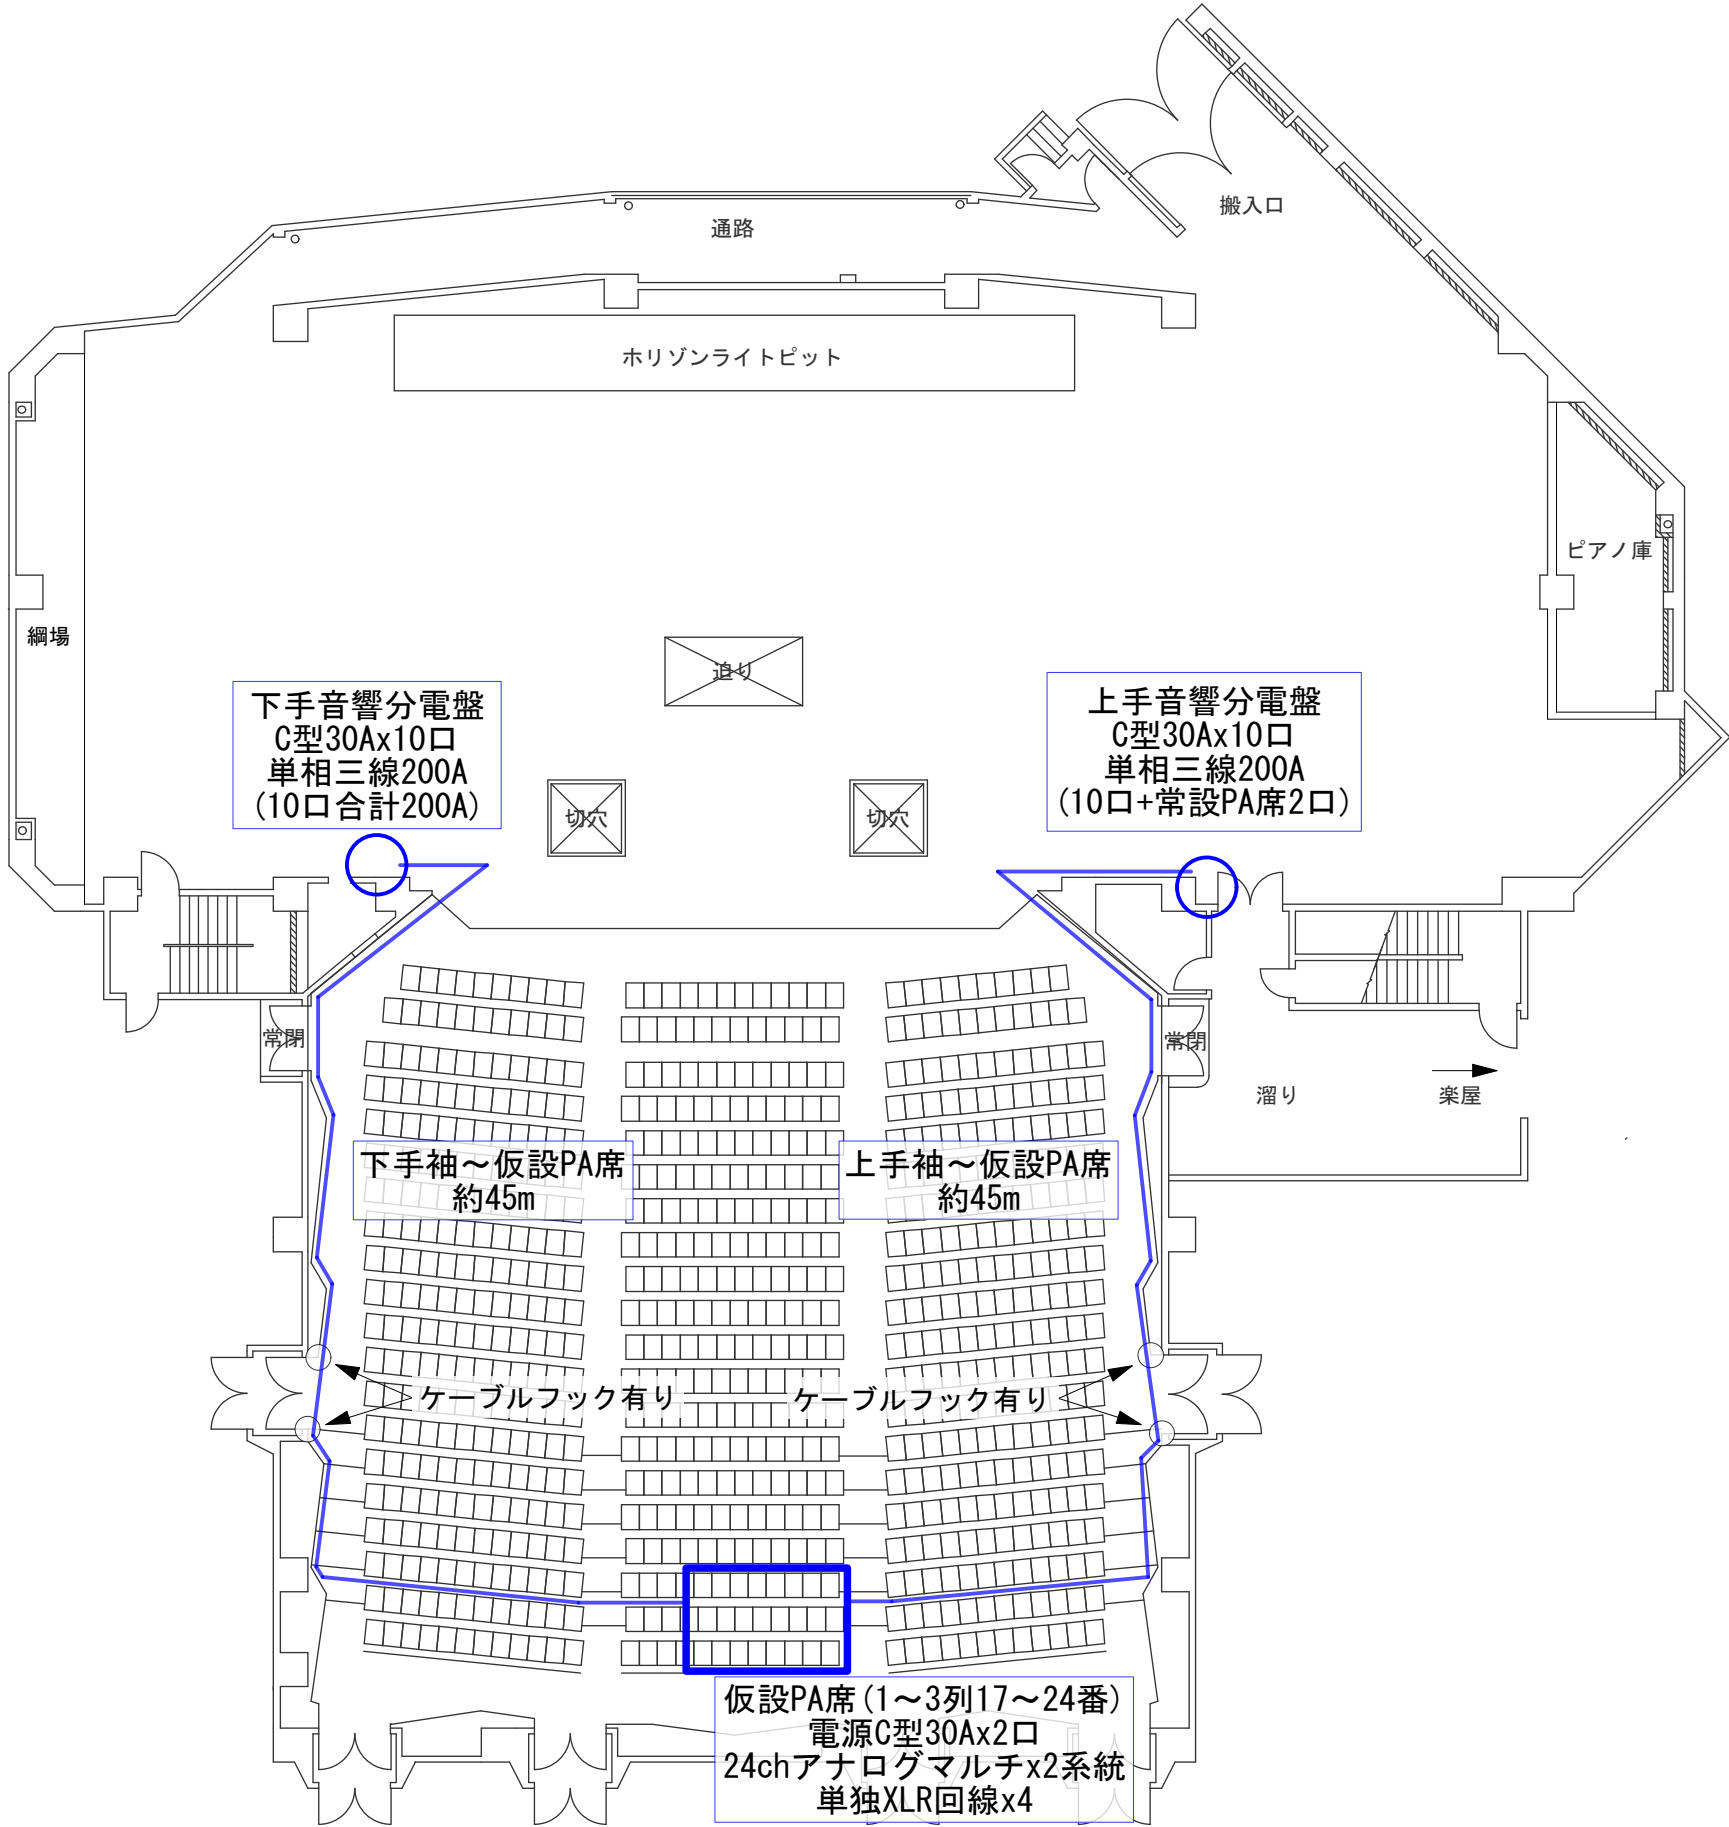 搬入口
通路
ホリゾンライトピット
ピアノ庫
綱場
迫り
下手音響分電盤
C型30Ax10口
単相三線200A
(10口合計200A)
上手音響分電盤
C型30Ax10口
単相三線200A
(10口+常設PA席2口)
切穴
切穴
常閉
常閉
溜り
楽屋
下手袖～仮設PA席
約45m
上手袖～仮設PA席
約45m
ケーブルフック有り
ケーブルフック有り
仮設PA席(1～3列17～24番)
電源C型30Ax2口
24chアナログマルチx2系統
単独XLR回線x4